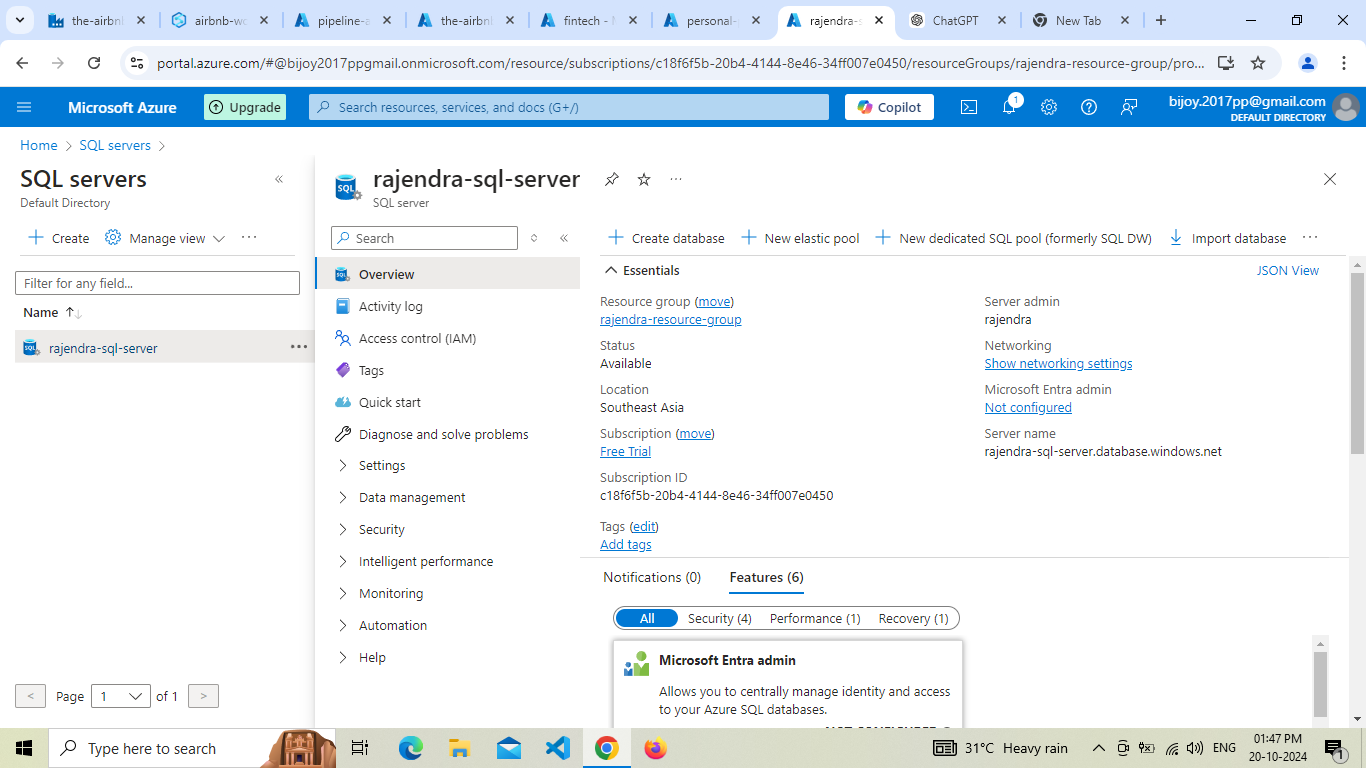 the-airbnl
airbnb-wo
pipeline-a
the-airbnl
fintech - M
personal-
rajendra-s
ChatGPT
New Tab
portal.azure.com/#@bijoy2017ppgmail.onmicrosoft.com/resource/subscriptions/c18f6f5b-20b4-4144-8e46-34ff007e0450/resourceGroups/rajendra-resource-group/pro...
Microsoft Azure
Upgrade
Search resources, services, and docs (G+/)
Copilot
1
bijoy.2017pp@gmail.com
DEFAULT DIRECTORY
Home > SQL servers >
SQL servers
Default Directory
«
+ Create
Manage view
...
Filter for any field...
Name
rajendra-sql-server
...
< Page 1 of 1 >
SQL
rajendra-sql-server
...
SQL server
Search
«
Overview
Activity log
Access control (IAM)
Tags
Quick start
Diagnose and solve problems
Settings
Data management
Security
Intelligent performance
Monitoring
Automation
Help
+ Create database
+ New elastic pool
+ New dedicated SQL pool (formerly SQL DW)
Import database
...
Essentials
JSON View
Resource group (move)
rajendra-resource-group
Status
Available
Location
Southeast Asia
Subscription (move)
Free Trial
Subscription ID
c18f6f5b-20b4-4144-8e46-34ff007e0450
Tags (edit)
Add tags
Server admin
rajendra
Networking
Show networking settings
Microsoft Entra admin
Not configured
Server name
rajendra-sql-server.database.windows.net
Notifications (0)
Features (6)
All
Security (4)
Performance (1)
Recovery (1)
Microsoft Entra admin
Allows you to centrally manage identity and access
to your Azure SQL databases.
Type here to search
31°C Heavy rain
ENG
01:47 PM
20-10-2024
1